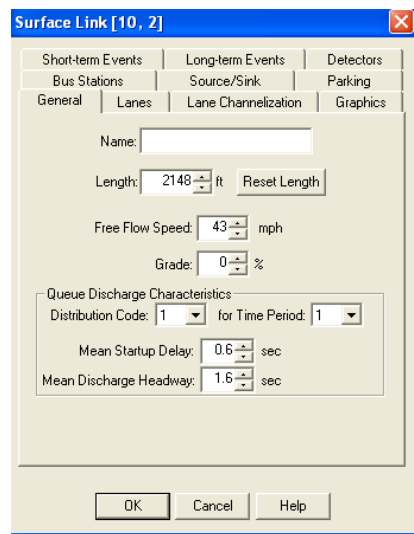 Surface Link [10, 2]
Short-term Events Long-term Events Detectors
Bus Stations Source/Sink Parking
General Lanes Lane Channelization Graphics
Name:
Length: 2148 ft Reset Length
Free Flow Speed: 43 mph
Grade: 0 %
Queue Discharge Characteristics
Distribution Code: 1 for Time Period: 1
Mean Startup Delay: 0.6 sec
Mean Discharge Headway: 1.6 sec
OK Cancel Help